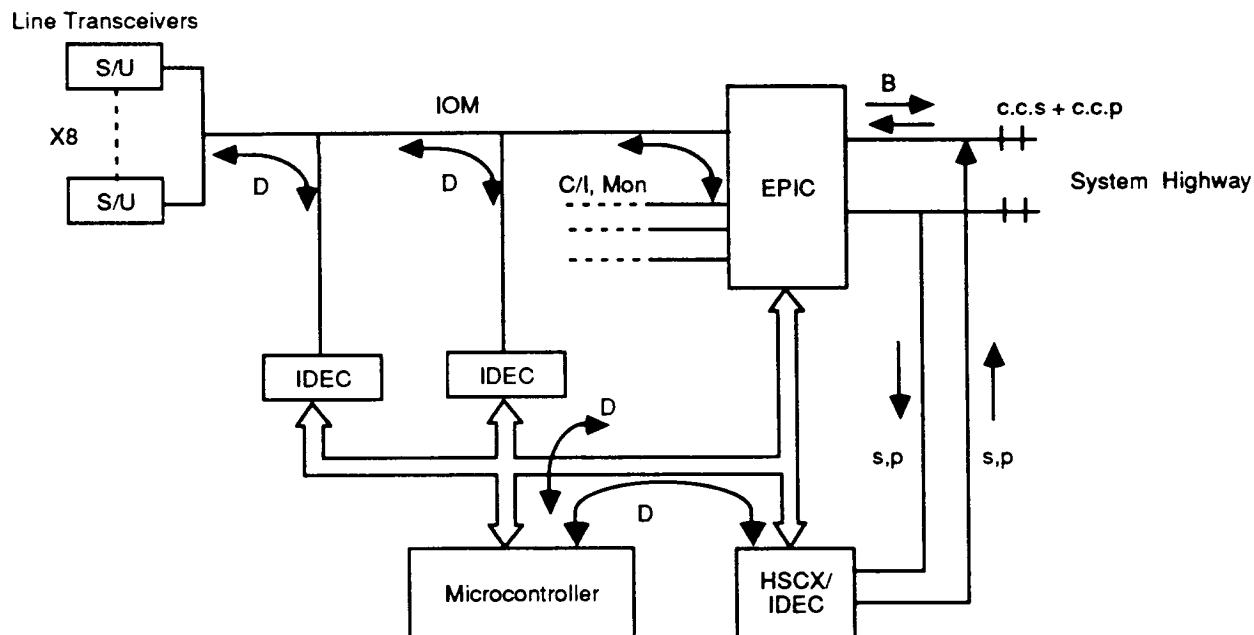 Line Transceivers
S/U
X8
S/U
IOM
D
D
C/I, Mon
EPIC
B
c.c.s + c.c.p
System Highway
IDEC
IDEC
D
s,p
s,p
D
Microcontroller
HSCX/
IDEC